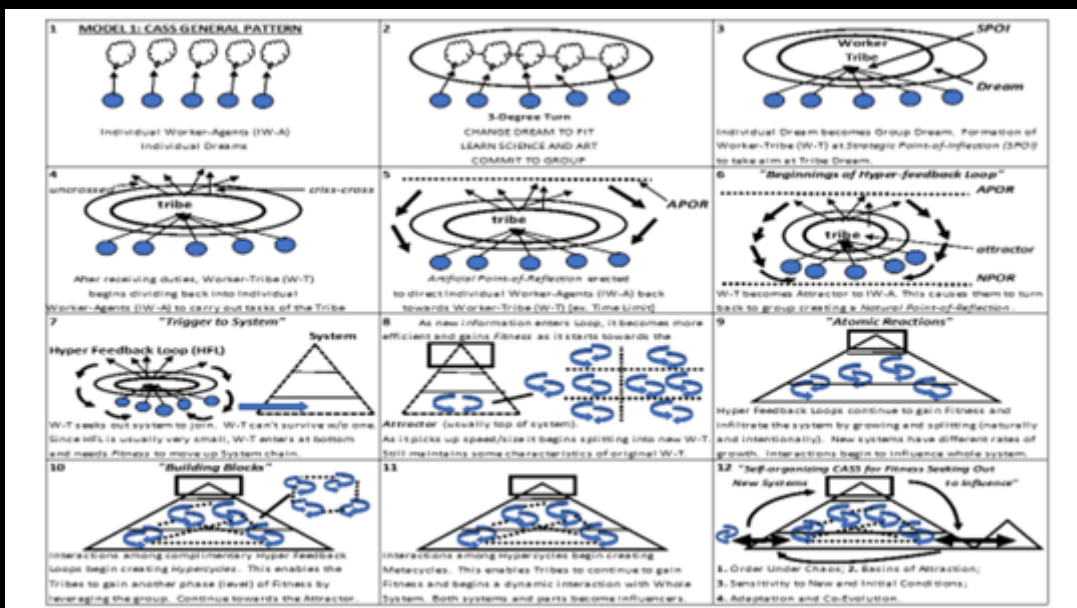 1 MODEL 1: CASS GENERAL PATTERN
Individual Worker-Agents (IW-A)
Individual Dreams
2
3-Degree Turn
CHANGE DREAM TO FIT
LEARN SCIENCE AND ART
COMMIT TO GROUP
3
SPOI
Worker
Tribe
Dream
Individual Dream becomes Group Dream. Formation of
Worker-Tribe (W-T) at Strategic Point-of-Inflection (SPOI)
to take aim at Tribe Dream.
4
uncrossed
criss-cross
tribe
After receiving duties, Worker-Tribe (W-T)
begins dividing back into Individual
Worker-Agents (IW-A) to carry out tasks of the Tribe
5
APOR
tribe
Artificial Point-of-Reflection erected
to direct Individual Worker-Agents (IW-A) back
towards Worker-Tribe (W-T) [ex. Time Limit]
6 "Beginnings of Hyper-feedback Loop"
APOR
tribe
attractor
NPOR
W-T becomes Attractor to IW-A. This causes them to turn
back to group creating a Natural Point-of-Reflection.
7 "Trigger to System"
System
Hyper Feedback Loop (HFL)
W-T seeks out system to join. W-T can't survive w/o one.
Since HFL is usually very small, W-T enters at bottom
and needs Fitness to move up System chain.
8 As new information enters Loop, it becomes more
efficient and gains Fitness as it starts towards the
Attractor (usually top of system).
As it picks up speed/size it begins splitting into new W-T.
Still maintains some characteristics of original W-T.
9 "Atomic Reactions"
Hyper Feedback Loops continue to gain Fitness and
infiltrate the system by growing and splitting (naturally
and intentionally). New systems have different rates of
growth. Interactions begin to influence whole system.
10 "Building Blocks"
Interactions among complimentary Hyper Feedback
Loops begin creating Hypercycles. This enables the
Tribes to gain another phase (level) of Fitness by
leveraging the group. Continue towards the Attractor.
11
Interactions among Hypercycles begin creating
Metacycles. This enables Tribes to continue to gain
Fitness and begins a dynamic interaction with Whole
System. Both systems and parts become Influencers.
12 "Self-organizing CASS for Fitness Seeking Out
New Systems to Influence"
1. Order Under Chaos; 2. Basins of Attraction;
3. Sensitivity to New and Initial Conditions;
4. Adaptation and Co-Evolution.